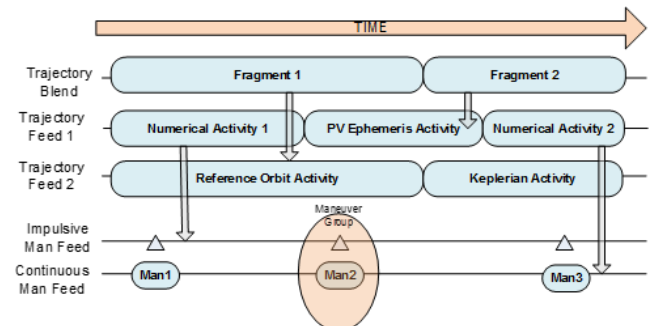 TIME
Trajectory
Blend
Fragment 1
Fragment 2
Trajectory
Feed 1
Numerical Activity 1
PV Ephemeris Activity
Numerical Activity 2
Trajectory
Feed 2
Reference Orbit Activity
Keplerian Activity
Maneuver
Group
Impulsive
Man Feed
Continuous
Man Feed
Man1
Man2
Man3